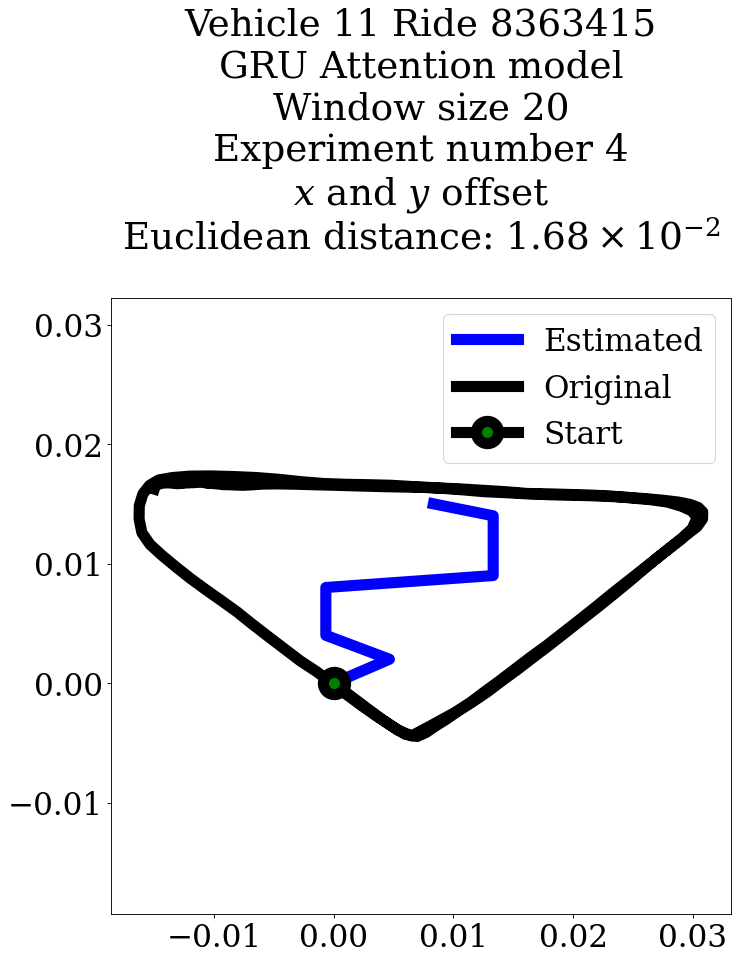 Vehicle 11 Ride 8363415
GRU Attention model
Window size 20
Experiment number 4
x and y offset
Euclidean distance: 1.68 × 10⁻²
Estimated
Original
Start
0.03
0.02
0.01
0.00
−0.01
−0.01 0.00 0.01 0.02 0.03